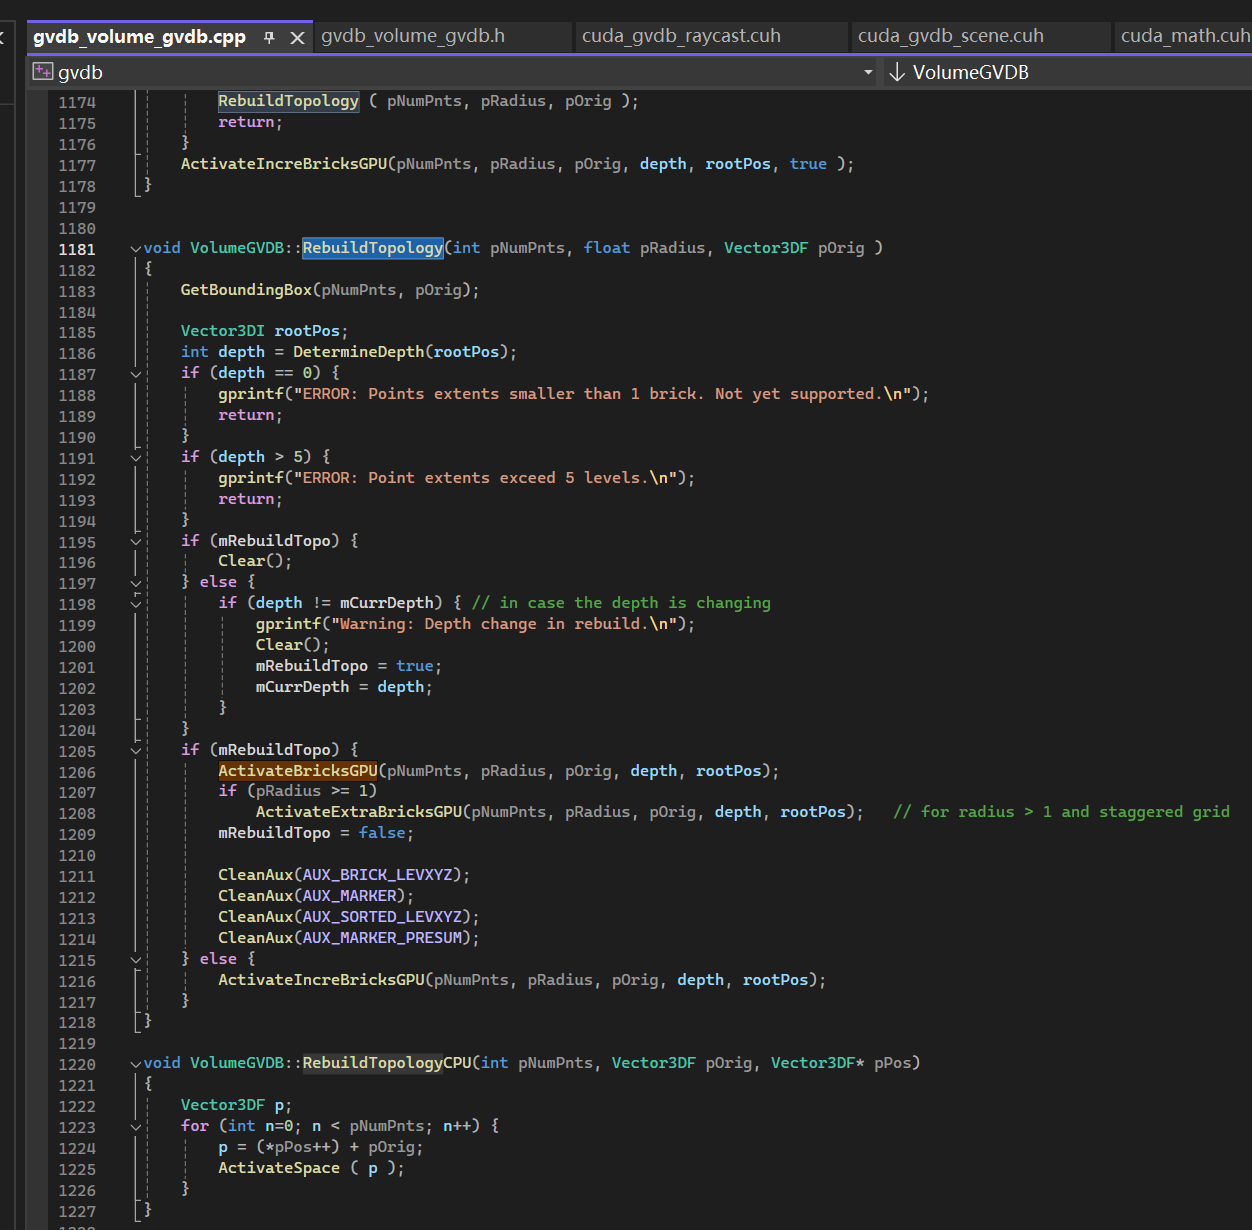 gvdb_volume_gvdb.cpp gvdb_volume_gvdb.h cuda_gvdb_raycast.cuh cuda_gvdb_scene.cuh cuda_math.cuh
gvdb VolumeGVDB
1174 RebuildTopology ( pNumPnts, pRadius, pOrig );
1175 return;
1176 }
1177 ActivateIncreBricksGPU(pNumPnts, pRadius, pOrig, depth, rootPos, true );
1178 }
1179
1180
1181 void VolumeGVDB::RebuildTopology(int pNumPnts, float pRadius, Vector3DF pOrig )
1182 {
1183 GetBoundingBox(pNumPnts, pOrig);
1184
1185 Vector3DI rootPos;
1186 int depth = DetermineDepth(rootPos);
1187 if (depth == 0) {
1188 gprintf("ERROR: Points extents smaller than 1 brick. Not yet supported.\n");
1189 return;
1190 }
1191 if (depth > 5) {
1192 gprintf("ERROR: Point extents exceed 5 levels.\n");
1193 return;
1194 }
1195 if (mRebuildTopo) {
1196 Clear();
1197 } else {
1198 if (depth != mCurrDepth) { // in case the depth is changing
1199 gprintf("Warning: Depth change in rebuild.\n");
1200 Clear();
1201 mRebuildTopo = true;
1202 mCurrDepth = depth;
1203 }
1204 }
1205 if (mRebuildTopo) {
1206 ActivateBricksGPU(pNumPnts, pRadius, pOrig, depth, rootPos);
1207 if (pRadius >= 1)
1208 ActivateExtraBricksGPU(pNumPnts, pRadius, pOrig, depth, rootPos); // for radius > 1 and staggered grid
1209 mRebuildTopo = false;
1210
1211 CleanAux(AUX_BRICK_LEVXYZ);
1212 CleanAux(AUX_MARKER);
1213 CleanAux(AUX_SORTED_LEVXYZ);
1214 CleanAux(AUX_MARKER_PRESUM);
1215 } else {
1216 ActivateIncreBricksGPU(pNumPnts, pRadius, pOrig, depth, rootPos);
1217 }
1218 }
1219
1220 void VolumeGVDB::RebuildTopologyCPU(int pNumPnts, Vector3DF pOrig, Vector3DF* pPos)
1221 {
1222 Vector3DF p;
1223 for (int n=0; n < pNumPnts; n++) {
1224 p = (*pPos++) + pOrig;
1225 ActivateSpace ( p );
1226 }
1227 }